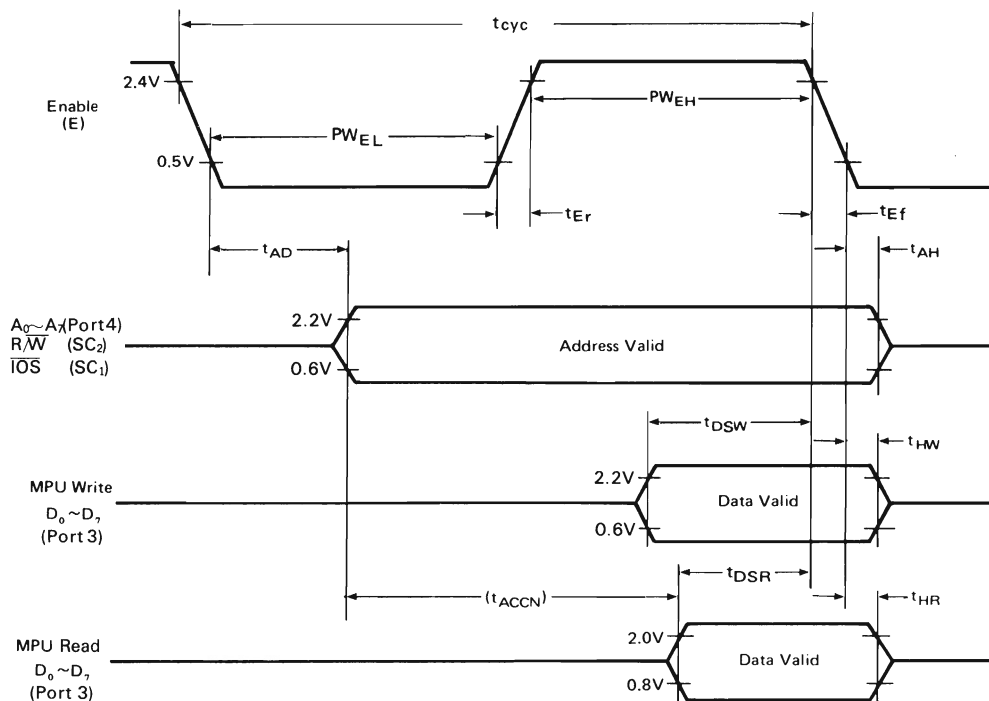 tcyc
2.4V
Enable
(E)
PWEH
PWEL
0.5V
tEr
tEf
tAD
tAH
A₀~A₇(Port4)
R/W̅ (SC₂)
I̅O̅S̅ (SC₁)
2.2V
Address Valid
0.6V
tDSW
tHW
MPU Write
D₀~D₇
(Port 3)
2.2V
Data Valid
0.6V
tDSR
(tACCN)
tHR
MPU Read
D₀~D₇
(Port 3)
2.0V
Data Valid
0.8V